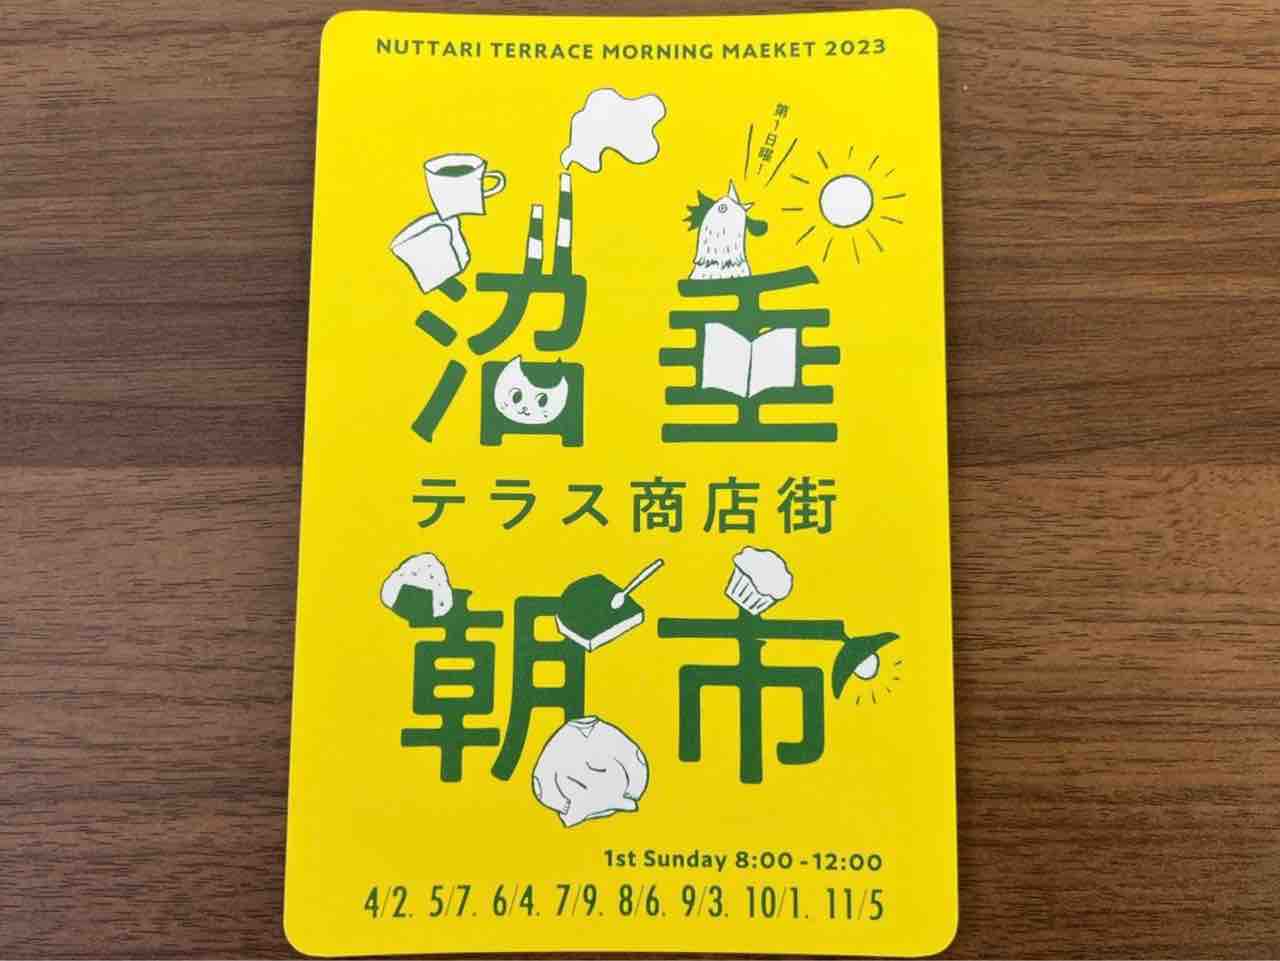 NUTTARI TERRACE MORNING MAEKET 2023
第1日曜!
沼垂
テラス商店街
朝市
1st Sunday 8:00-12:00
4/2. 5/7. 6/4. 7/9. 8/6. 9/3. 10/1. 11/5